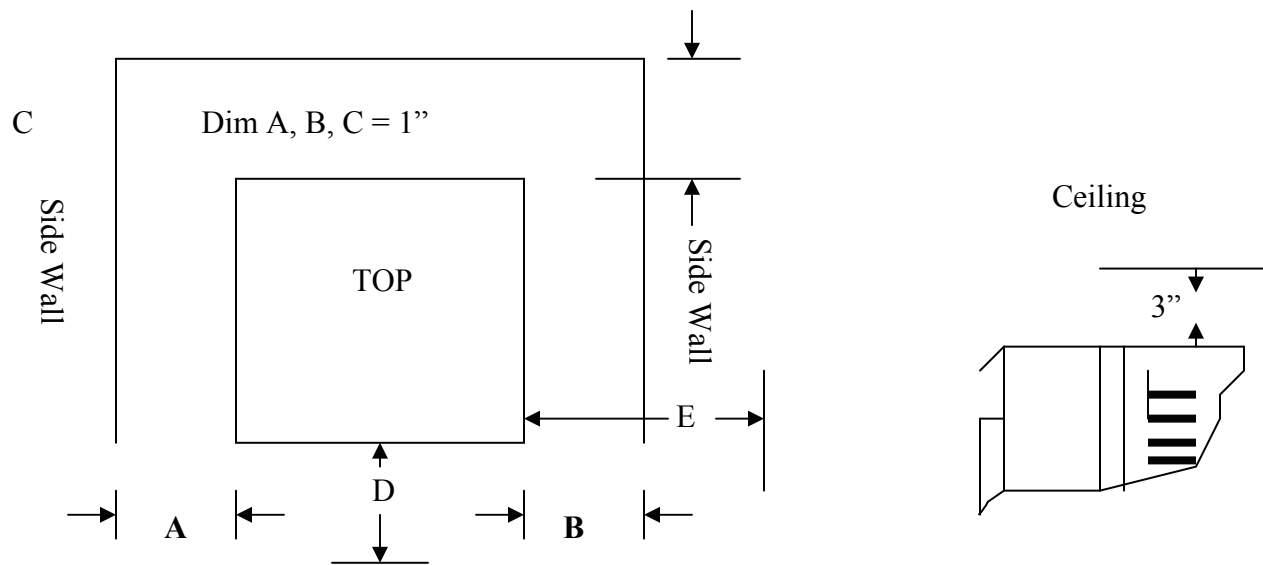 C
Dim A, B, C = 1”
Side Wall
TOP
Side Wall
E
D
A
B
Ceiling
3”